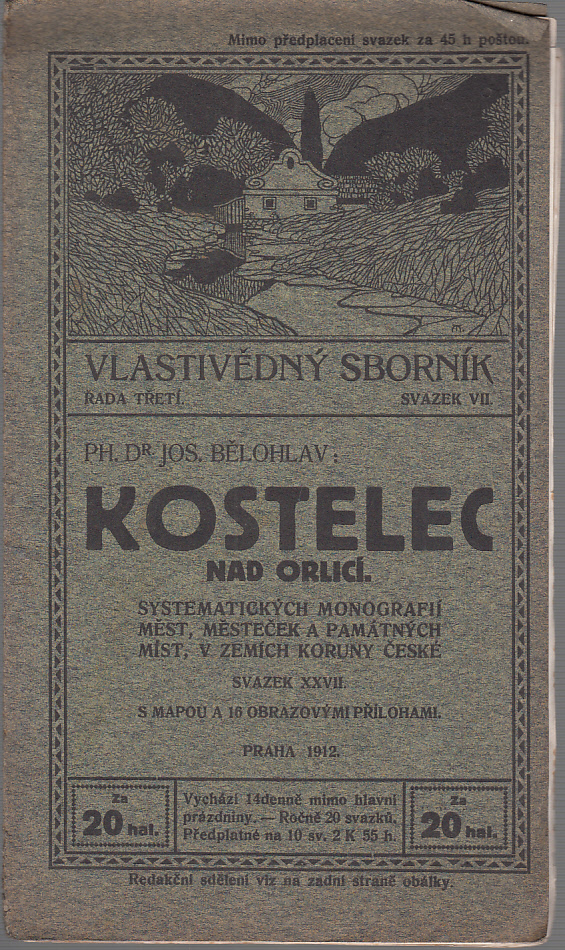 Mimo předplacení svazek za 45 h poštou.
VLASTIVĚDNÝ SBORNÍK
ŘADA TŘETÍ. SVAZEK VII.
PH. DR. JOS. BĚLOHLAV:
KOSTELEC
NAD ORLICÍ.
SYSTEMATICKÝCH MONOGRAFIÍ
MĚST, MĚSTEČEK A PAMÁTNÝCH
MÍST, V ZEMÍCH KORUNY ČESKÉ
SVAZEK XXVII.
S MAPOU A 16 OBRAZOVÝMI PŘÍLOHAMI.
PRAHA 1912.
Za
20 hal.
Vychází 14denně mimo hlavní
prázdniny. — Ročně 20 svazků.
Předplatné na 10 sv. 2 K 55 h.
Za
20 hal.
Redakční sdělení viz na zadní straně obálky.